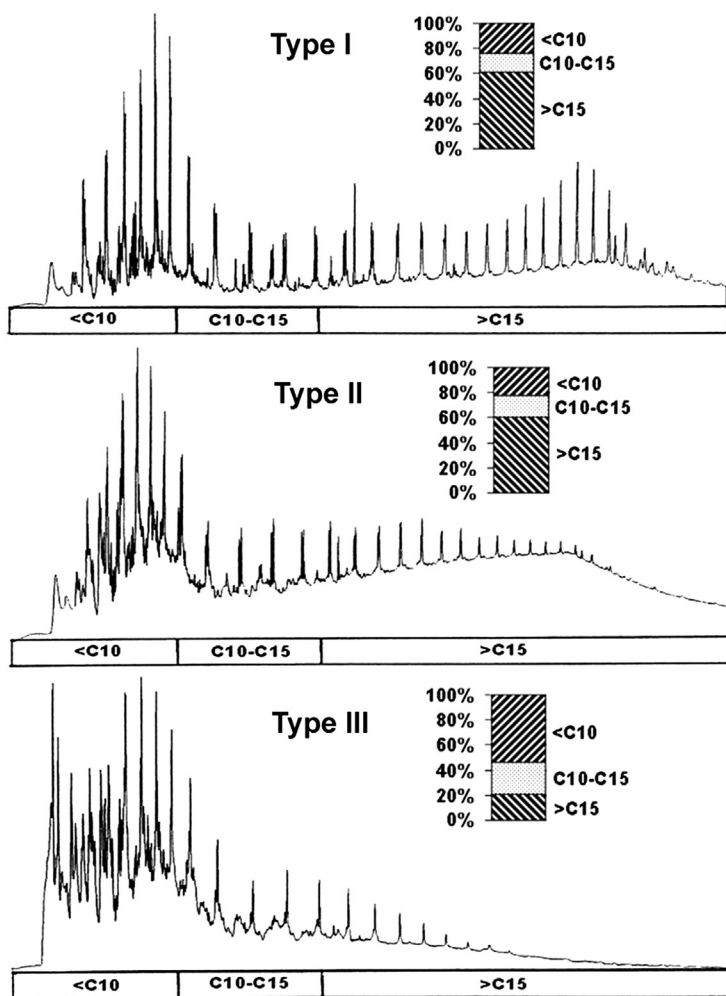 Type I
100%
80% <C10
60% C10-C15
40% >C15
20%
0%
<C10 C10-C15 >C15
Type II
100%
80% <C10
60% C10-C15
40% >C15
20%
0%
<C10 C10-C15 >C15
Type III
100%
80% <C10
60%
40% C10-C15
20% >C15
0%
<C10 C10-C15 >C15